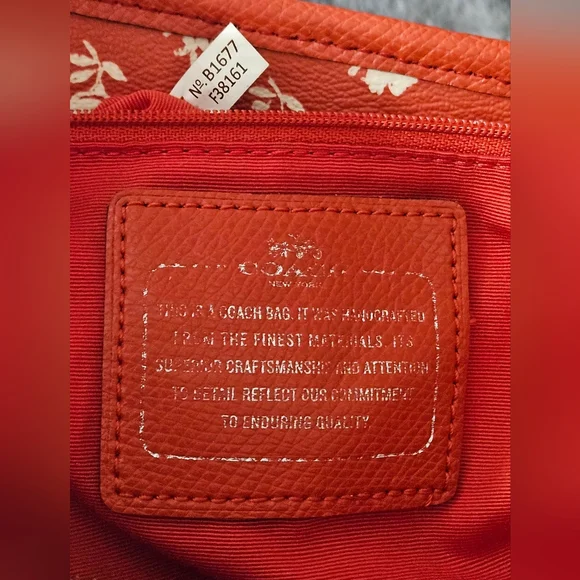 Nº. B1677
F38161
COACH
NEW YORK
THIS IS A COACH BAG. IT WAS HANDCRAFTED
FROM THE FINEST MATERIALS. ITS
SUPERIOR CRAFTSMANSHIP AND ATTENTION
TO DETAIL REFLECT OUR COMMITMENT
TO ENDURING QUALITY.